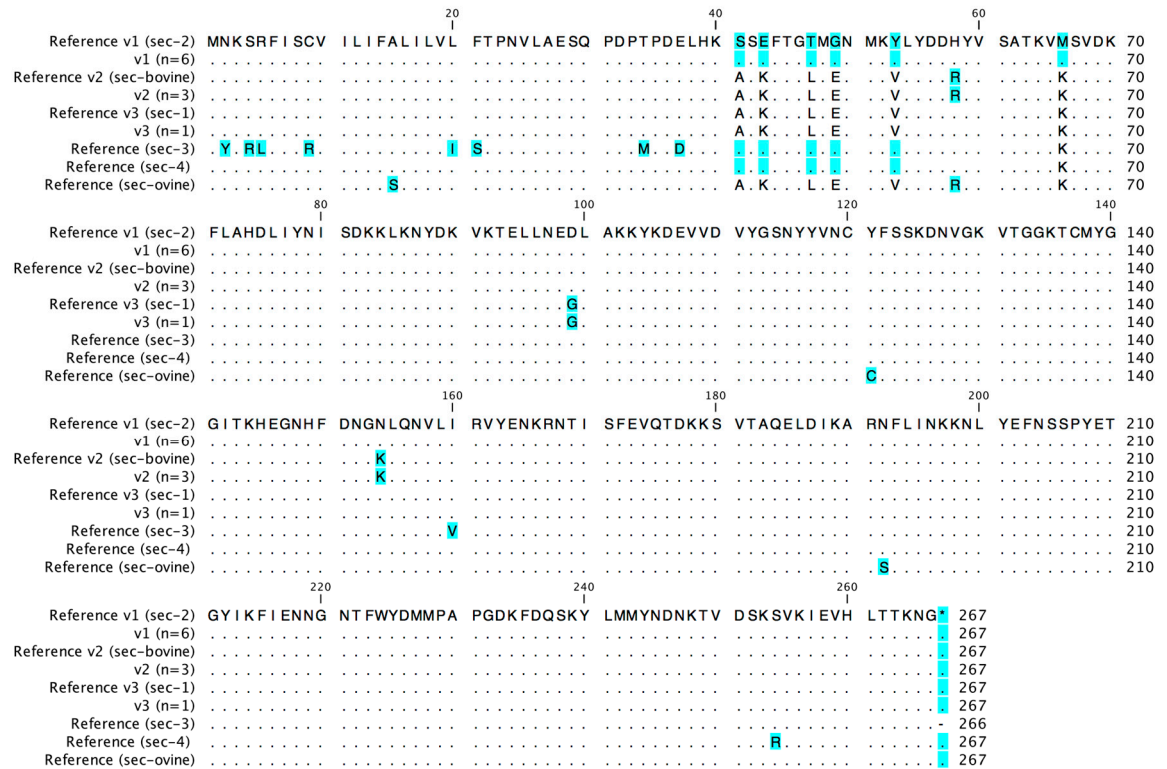 20 40 60
Reference v1 (sec-2) MNKSRFISCV ILIFALILVL FTPNVLAESQ PDPTPDELHK SSEFTGTMGN MKYLYDDHYV SATKVMSVDK 70
v1 (n=6) .......... .......... .......... .......... .......... .......... .......... 70
Reference v2 (sec-bovine) .......... .......... .......... .......... A.K...L.E. ..V....R.. .....K.... 70
v2 (n=3) .......... .......... .......... .......... A.K...L.E. ..V....R.. .....K.... 70
Reference v3 (sec-1) .......... .......... .......... .......... A.K...L.E. ..V....... .....K.... 70
v3 (n=1) .......... .......... .......... .......... A.K...L.E. ..V....... .....K.... 70
Reference (sec-3) .Y.RL...R. .........I S......... ...M..D... .......... .......... .....K.... 70
Reference (sec-4) .......... .......... .......... .......... .......... .......... .....K.... 70
Reference (sec-ovine) .......... ....S..... .......... .......... A.K...L.E. ..V....R.. .....K.... 70
80 100 120 140
Reference v1 (sec-2) FLAHDLIYNI SDKKLKNYDK VKTELLNEDL AKKYKDEVVD VYGSNYYVNC YFSSKDNVGK VTGGKTCMYG 140
v1 (n=6) .......... .......... .......... .......... .......... .......... .......... 140
Reference v2 (sec-bovine) .......... .......... .......... .......... .......... .......... .......... 140
v2 (n=3) .......... .......... .......... .......... .......... .......... .......... 140
Reference v3 (sec-1) .......... .......... ........G. .......... .......... .......... .......... 140
v3 (n=1) .......... .......... ........G. .......... .......... .......... .......... 140
Reference (sec-3) .......... .......... .......... .......... .......... .......... .......... 140
Reference (sec-4) .......... .......... .......... .......... .......... .......... .......... 140
Reference (sec-ovine) .......... .......... .......... .......... .......... C......... .......... 140
160 180 200
Reference v1 (sec-2) GITKHEGNHF DNGNLQNVLI RVYENKRNTI SFEVQTDKKS VTAQELDIKA RNFLINKKNL YEFNSSPYET 210
v1 (n=6) .......... .......... .......... .......... .......... .......... .......... 210
Reference v2 (sec-bovine) .......... ...K...... .......... .......... .......... .......... .......... 210
v2 (n=3) .......... ...K...... .......... .......... .......... .......... .......... 210
Reference v3 (sec-1) .......... .......... .......... .......... .......... .......... .......... 210
v3 (n=1) .......... .......... .......... .......... .......... .......... .......... 210
Reference (sec-3) .......... .........V .......... .......... .......... .......... .......... 210
Reference (sec-4) .......... .......... .......... .......... .......... .......... .......... 210
Reference (sec-ovine) .......... .......... .......... .......... .......... .S........ .......... 210
220 240 260
Reference v1 (sec-2) GYIKFIENNG NTFWYDMMPA PGDKFDQSKY LMMYNDNKTV DSKSVKIEVH LTTKNG* 267
v1 (n=6) .......... .......... .......... .......... .......... ....... 267
Reference v2 (sec-bovine) .......... .......... .......... .......... .......... ....... 267
v2 (n=3) .......... .......... .......... .......... .......... ....... 267
Reference v3 (sec-1) .......... .......... .......... .......... .......... ....... 267
v3 (n=1) .......... .......... .......... .......... .......... ....... 267
Reference (sec-3) .......... .......... .......... .......... .......... ......- 266
Reference (sec-4) .......... .......... .......... .......... ...R...... ....... 267
Reference (sec-ovine) .......... .......... .......... .......... .......... ....... 267